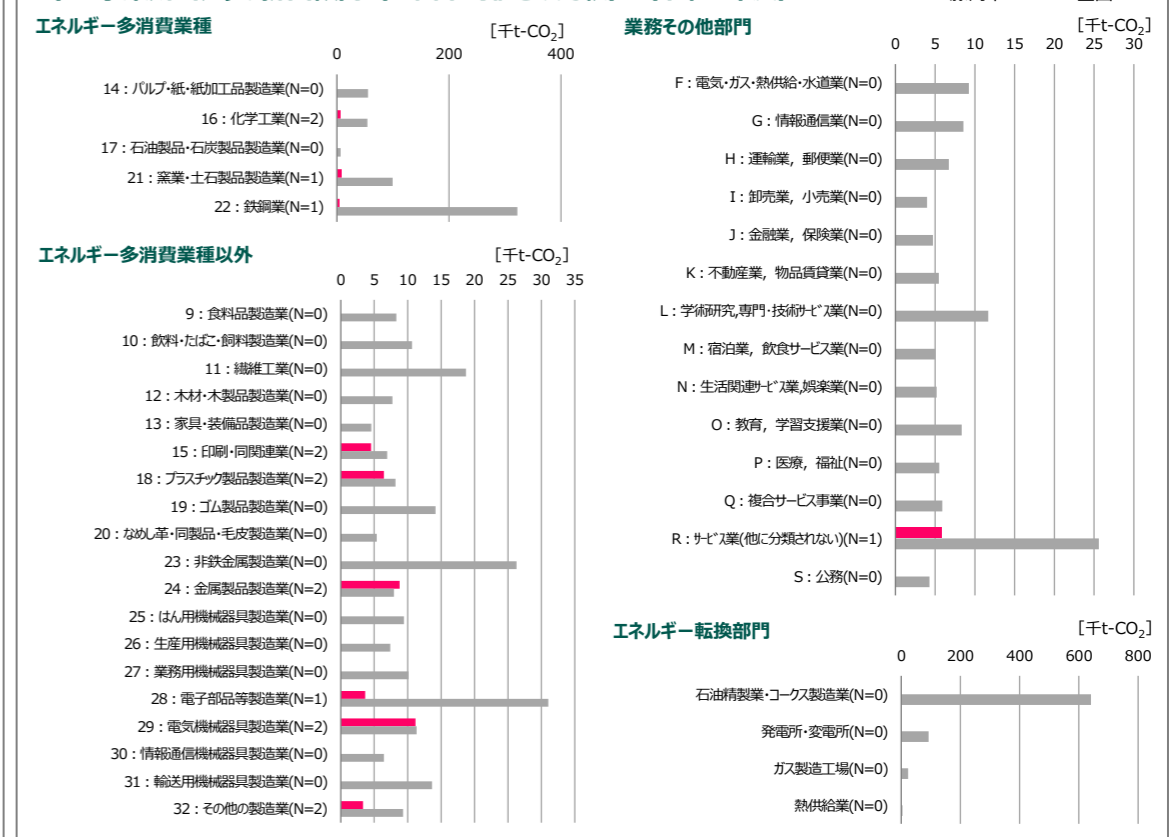 エネルギー多消費業種
[千t-CO2]
0 200 400
14：パルプ・紙・紙加工品製造業(N=0)
16：化学工業(N=2)
17：石油製品・石炭製品製造業(N=0)
21：窯業・土石製品製造業(N=1)
22：鉄鋼業(N=1)
エネルギー多消費業種以外
[千t-CO2]
0 5 10 15 20 25 30 35
9：食料品製造業(N=0)
10：飲料・たばこ・飼料製造業(N=0)
11：繊維工業(N=0)
12：木材・木製品製造業(N=0)
13：家具・装備品製造業(N=0)
15：印刷・同関連業(N=2)
18：プラスチック製品製造業(N=2)
19：ゴム製品製造業(N=0)
20：なめし革・同製品・毛皮製造業(N=0)
23：非鉄金属製造業(N=0)
24：金属製品製造業(N=2)
25：はん用機械器具製造業(N=0)
26：生産用機械器具製造業(N=0)
27：業務用機械器具製造業(N=0)
28：電子部品等製造業(N=1)
29：電気機械器具製造業(N=2)
30：情報通信機械器具製造業(N=0)
31：輸送用機械器具製造業(N=0)
32：その他の製造業(N=2)
業務その他部門
[千t-CO2]
0 5 10 15 20 25 30
F：電気・ガス・熱供給・水道業(N=0)
G：情報通信業(N=0)
H：運輸業，郵便業(N=0)
I：卸売業，小売業(N=0)
J：金融業，保険業(N=0)
K：不動産業，物品賃貸業(N=0)
L：学術研究,専門・技術ｻｰﾋﾞｽ業(N=0)
M：宿泊業，飲食サービス業(N=0)
N：生活関連ｻｰﾋﾞｽ業,娯楽業(N=0)
O：教育，学習支援業(N=0)
P：医療，福祉(N=0)
Q：複合サービス事業(N=0)
R：ｻｰﾋﾞｽ業(他に分類されない)(N=1)
S：公務(N=0)
エネルギー転換部門
[千t-CO2]
0 200 400 600 800
石油精製業・コークス製造業(N=0)
発電所・変電所(N=0)
ガス製造工場(N=0)
熱供給業(N=0)